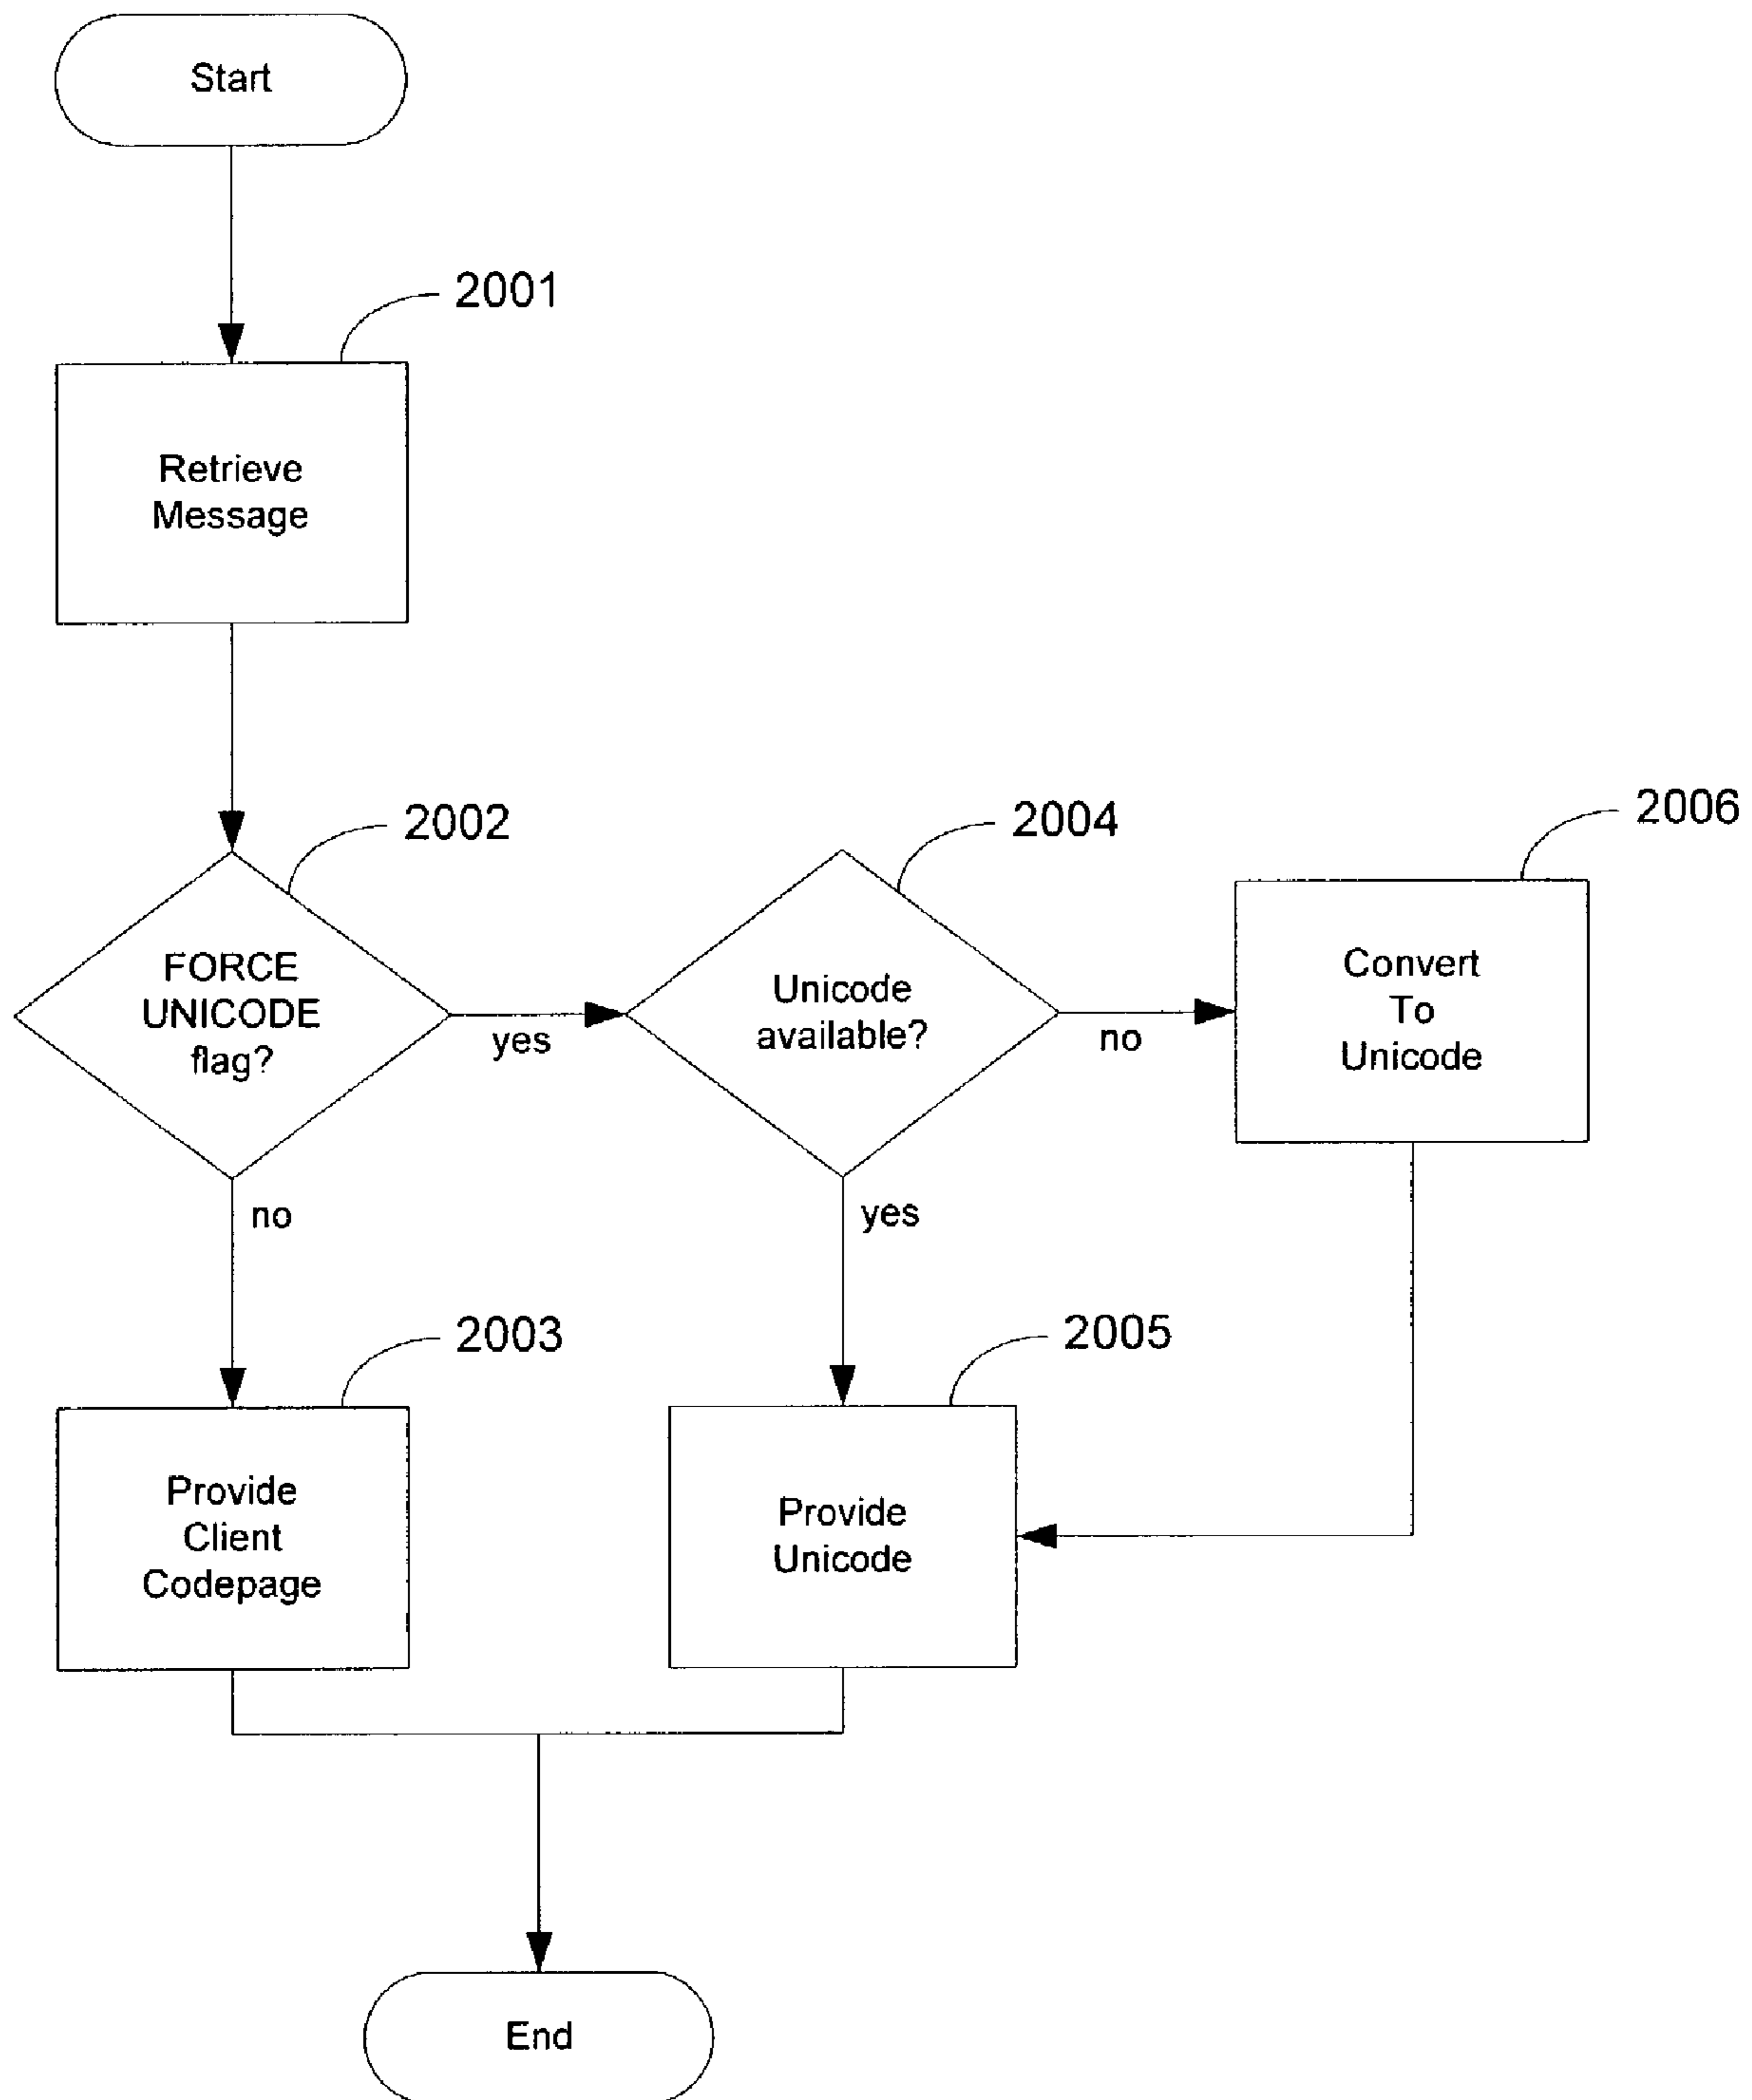 Start
2001
Retrieve
Message
2002
FORCE
UNICODE
flag?
yes
no
2004
Unicode
available?
no
yes
2006
Convert
To
Unicode
2003
Provide
Client
Codepage
2005
Provide
Unicode
End